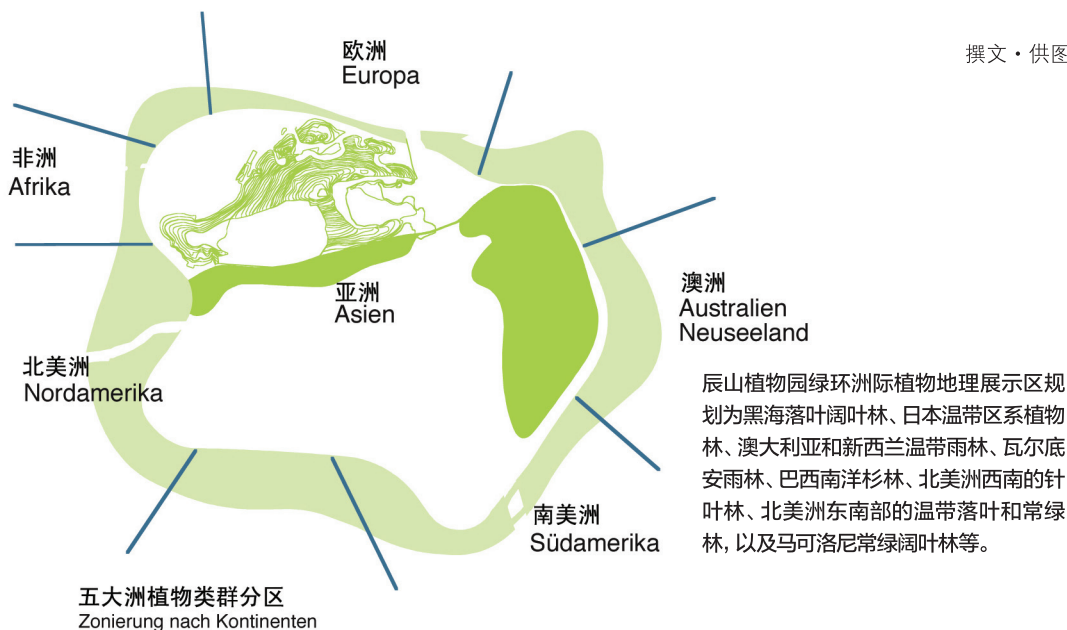 欧洲
Europa
撰文・供图
非洲
Afrika
亚洲
Asien
澳洲
Australien
Neuseeland
北美洲
Nordamerika
辰山植物园绿环洲际植物地理展示区规
划为黑海落叶阔叶林、日本温带区系植物
林、澳大利亚和新西兰温带雨林、瓦尔底
安雨林、巴西南洋杉林、北美洲西南的针
叶林、北美洲东南部的温带落叶和常绿
林, 以及马可洛尼常绿阔叶林等。
南美洲
Südamerika
五大洲植物类群分区
Zonierung nach Kontinenten